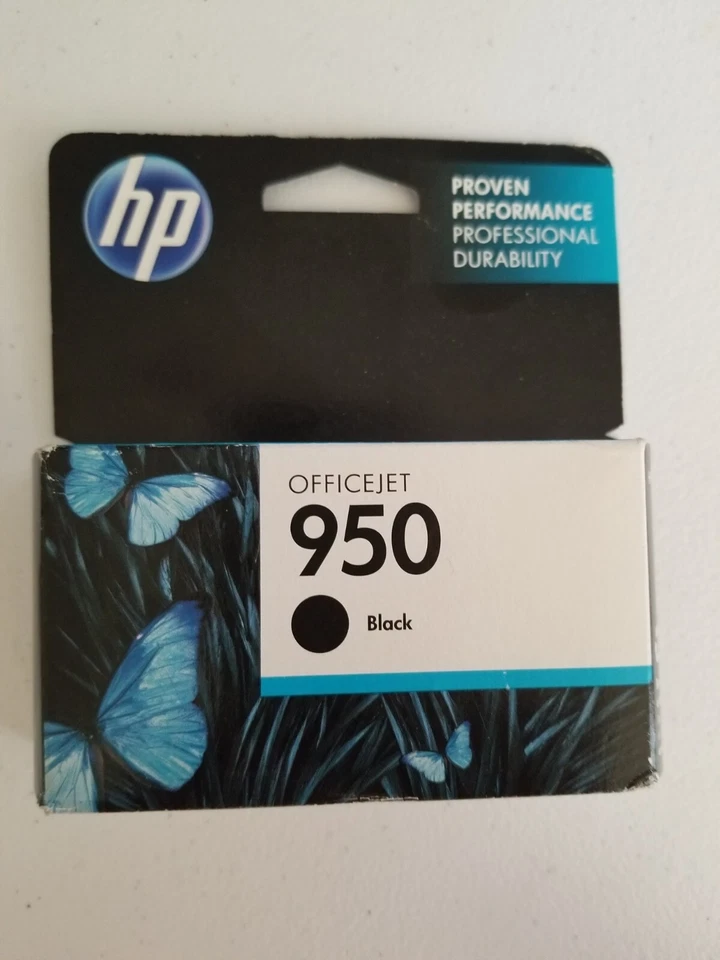 hp
PROVEN
PERFORMANCE
PROFESSIONAL
DURABILITY
OFFICEJET
950
Black